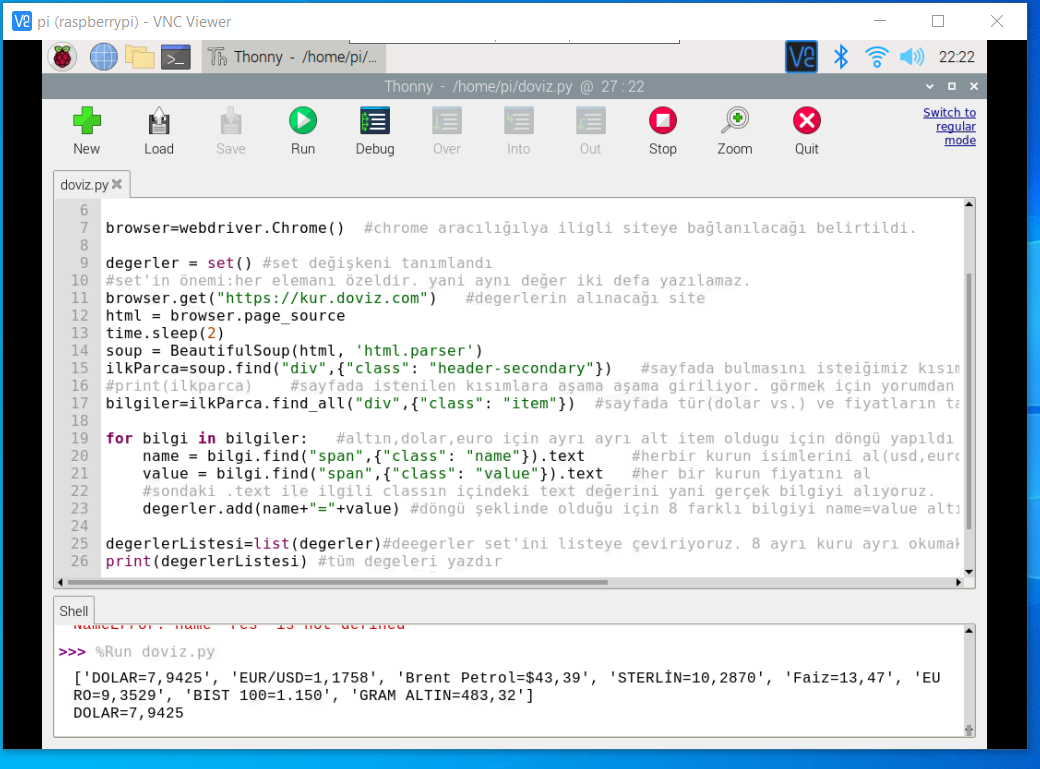 pi (raspberrypi) - VNC Viewer
Thonny - /home/pi/... 22:22
Thonny - /home/pi/doviz.py @ 27 : 22
New Load Save Run Debug Over Into Out Stop Zoom Quit
Switch to
regular
mode
doviz.py
6
7 browser=webdriver.Chrome() #chrome aracılığılya iligli siteye bağlanılacağı belirtildi.
8
9 degerler = set() #set değişkeni tanımlandı
10 #set'in önemi:her elemanı özeldir. yani aynı değer iki defa yazılamaz.
11 browser.get("https://kur.doviz.com") #degerlerin alınacağı site
12 html = browser.page_source
13 time.sleep(2)
14 soup = BeautifulSoup(html, 'html.parser')
15 ilkParca=soup.find("div",{"class": "header-secondary"}) #sayfada bulmasını isteiğimiz kısım
16 #print(ilkparca) #sayfada istenilen kısımlara aşama aşama giriliyor. görmek için yorumdan
17 bilgiler=ilkParca.find_all("div",{"class": "item"}) #sayfada tür(dolar vs.) ve fiyatların ta
18
19 for bilgi in bilgiler: #altın,dolar,euro için ayrı ayrı alt item oldugu için döngü yapıldı
20 name = bilgi.find("span",{"class": "name"}).text #herbir kurun isimlerini al(usd,euro
21 value = bilgi.find("span",{"class": "value"}).text #her bir kurun fiyatını al
22 #sondaki .text ile ilgili classın içindeki text değerini yani gerçek bilgiyi alıyoruz.
23 degerler.add(name+"="+value) #döngü şeklinde olduğu için 8 farklı bilgiyi name=value altı
24
25 degerlerListesi=list(degerler)#deegerler set'ini listeye çeviriyoruz. 8 ayrı kuru ayrı okumak
26 print(degerlerListesi) #tüm degeleri yazdır
Shell
NameError: name 'res' is not defined
>>> %Run doviz.py
['DOLAR=7,9425', 'EUR/USD=1,1758', 'Brent Petrol=$43,39', 'STERLİN=10,2870', 'Faiz=13,47', 'EU
RO=9,3529', 'BIST 100=1.150', 'GRAM ALTIN=483,32']
DOLAR=7,9425